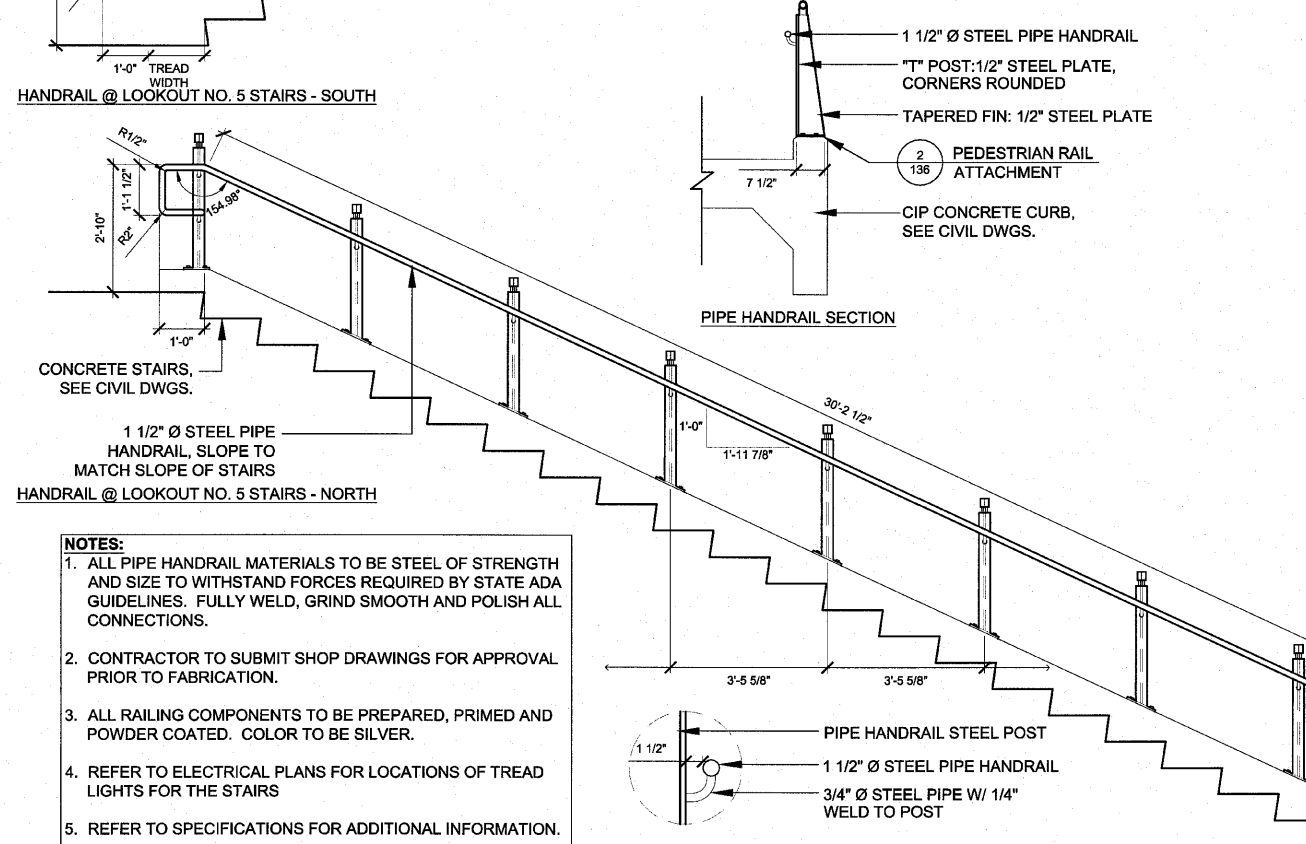 1'-0" TREAD
WIDTH
HANDRAIL @ LOOKOUT NO. 5 STAIRS - SOUTH
R1/2"
1'-1 1/2"
2'-10"
R2"
154.98°
1'-0"
CONCRETE STAIRS,
SEE CIVIL DWGS.
1 1/2" Ø STEEL PIPE
HANDRAIL, SLOPE TO
MATCH SLOPE OF STAIRS
HANDRAIL @ LOOKOUT NO. 5 STAIRS - NORTH
30'-2 1/2"
1'-0"
1'-11 7/8"
3'-5 5/8"
3'-5 5/8"
1 1/2" Ø STEEL PIPE HANDRAIL
"T" POST:1/2" STEEL PLATE,
CORNERS ROUNDED
TAPERED FIN: 1/2" STEEL PLATE
2
136
PEDESTRIAN RAIL
ATTACHMENT
7 1/2"
CIP CONCRETE CURB,
SEE CIVIL DWGS.
PIPE HANDRAIL SECTION
NOTES:
1. ALL PIPE HANDRAIL MATERIALS TO BE STEEL OF STRENGTH
AND SIZE TO WITHSTAND FORCES REQUIRED BY STATE ADA
GUIDELINES. FULLY WELD, GRIND SMOOTH AND POLISH ALL
CONNECTIONS.
2. CONTRACTOR TO SUBMIT SHOP DRAWINGS FOR APPROVAL
PRIOR TO FABRICATION.
3. ALL RAILING COMPONENTS TO BE PREPARED, PRIMED AND
POWDER COATED. COLOR TO BE SILVER.
4. REFER TO ELECTRICAL PLANS FOR LOCATIONS OF TREAD
LIGHTS FOR THE STAIRS
5. REFER TO SPECIFICATIONS FOR ADDITIONAL INFORMATION.
1 1/2"
PIPE HANDRAIL STEEL POST
1 1/2" Ø STEEL PIPE HANDRAIL
3/4" Ø STEEL PIPE W/ 1/4"
WELD TO POST